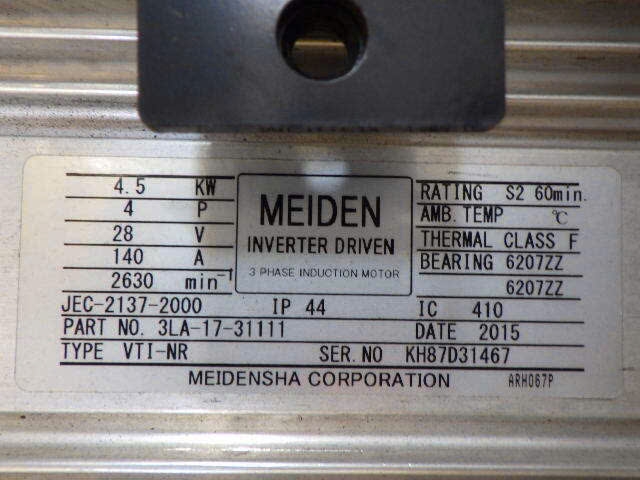 4.5 KW
4 P
28 V
140 A
2630 min⁻¹
MEIDEN
INVERTER DRIVEN
3 PHASE INDUCTION MOTOR
RATING S2 60min.
AMB. TEMP ℃
THERMAL CLASS F
BEARING 6207ZZ
6207ZZ
JEC-2137-2000 IP 44 IC 410
PART NO. 3LA-17-31111 DATE 2015
TYPE VTI-NR SER.NO KH87D31467
MEIDENSHA CORPORATION ARH067P